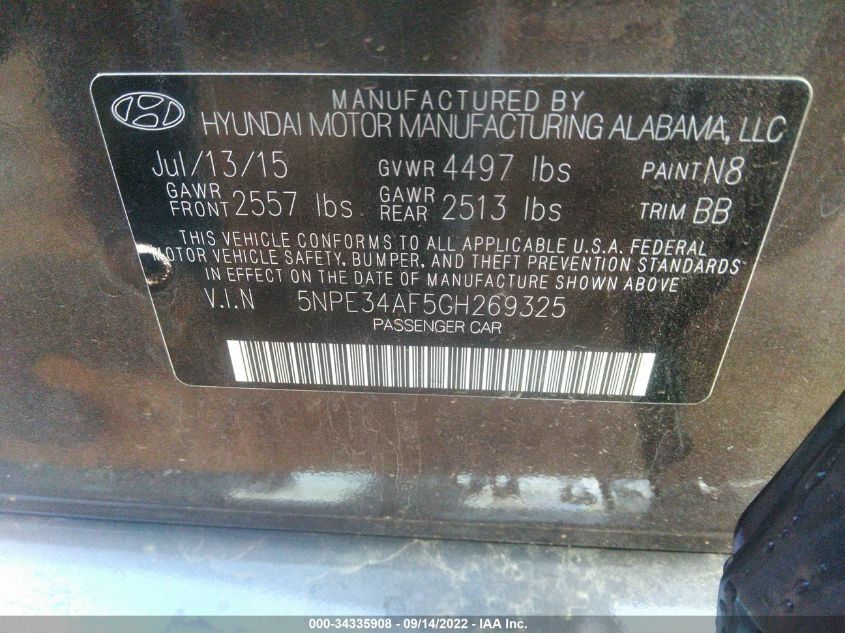 MANUFACTURED BY
HYUNDAI MOTOR MANUFACTURING ALABAMA, LLC
Jul/13/15 GVWR 4497 lbs PAINT N8
GAWR FRONT 2557 lbs GAWR REAR 2513 lbs TRIM BB
THIS VEHICLE CONFORMS TO ALL APPLICABLE U.S.A. FEDERAL
MOTOR VEHICLE SAFETY, BUMPER, AND THEFT PREVENTION STANDARDS
IN EFFECT ON THE DATE OF MANUFACTURE SHOWN ABOVE
V.I.N 5NPE34AF5GH269325
PASSENGER CAR
000-34335908 - 09/14/2022 - IAA, Inc.